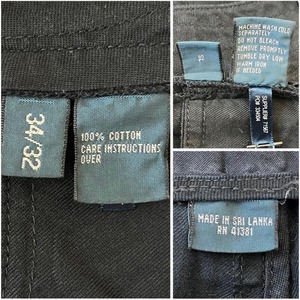 34/32
100% COTTON
CARE INSTRUCTIONS
OVER
MACHINE WASH COLD
SEPARATELY
DO NOT BLEACH
REMOVE PROMPTLY
TUMBLE DRY LOW
WARM IRON
IF NEEDED
MADE IN SRI LANKA
RN 41381